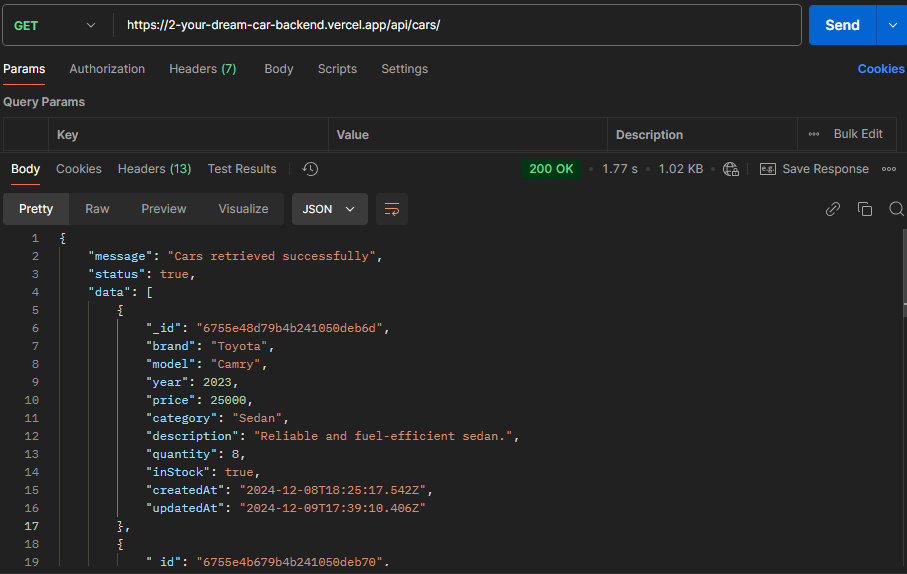 GET https://2-your-dream-car-backend.vercel.app/api/cars/ Send
Params Authorization Headers (7) Body Scripts Settings Cookies
Query Params
Key Value Description Bulk Edit
Body Cookies Headers (13) Test Results 200 OK • 1.77 s • 1.02 KB • e.g. Save Response
Pretty Raw Preview Visualize JSON
1 {
2 "message": "Cars retrieved successfully",
3 "status": true,
4 "data": [
5 {
6 "_id": "6755e48d79b4b241050deb6d",
7 "brand": "Toyota",
8 "model": "Camry",
9 "year": 2023,
10 "price": 25000,
11 "category": "Sedan",
12 "description": "Reliable and fuel-efficient sedan.",
13 "quantity": 8,
14 "inStock": true,
15 "createdAt": "2024-12-08T18:25:17.542Z",
16 "updatedAt": "2024-12-09T17:39:10.406Z"
17 },
18 {
19 "_id": "6755e4b679b4b241050deb70",